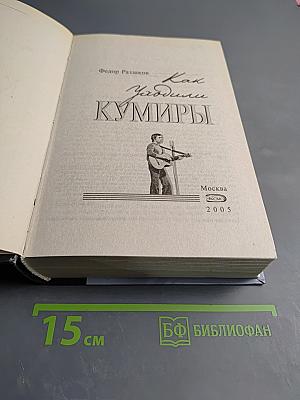 Федор Раззаков
Как
Уходили
КУМИРЫ
Москва
ЭКСМО
2005
15 см
БФ БИБЛИОФАН